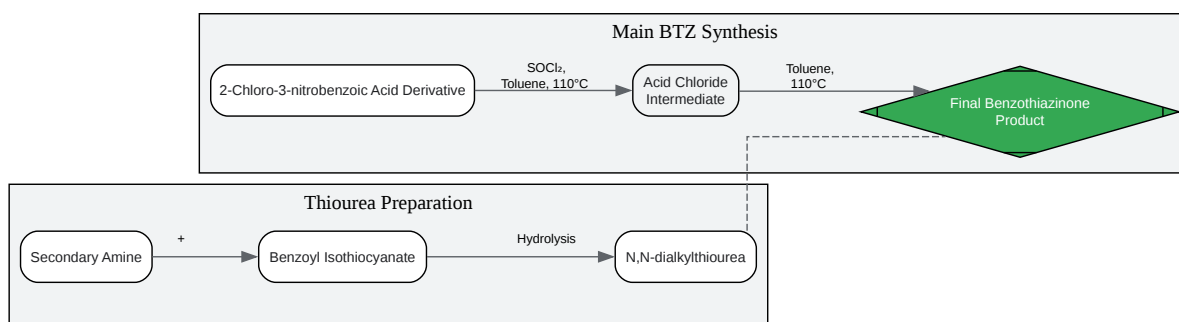 Main BTZ Synthesis
2-Chloro-3-nitrobenzoic Acid Derivative
SOCl₂,
Toluene, 110°C
Acid Chloride
Intermediate
Toluene,
110°C
Final Benzothiazinone
Product
Thiourea Preparation
Secondary Amine
+
Benzoyl Isothiocyanate
Hydrolysis
N,N-dialkylthiourea